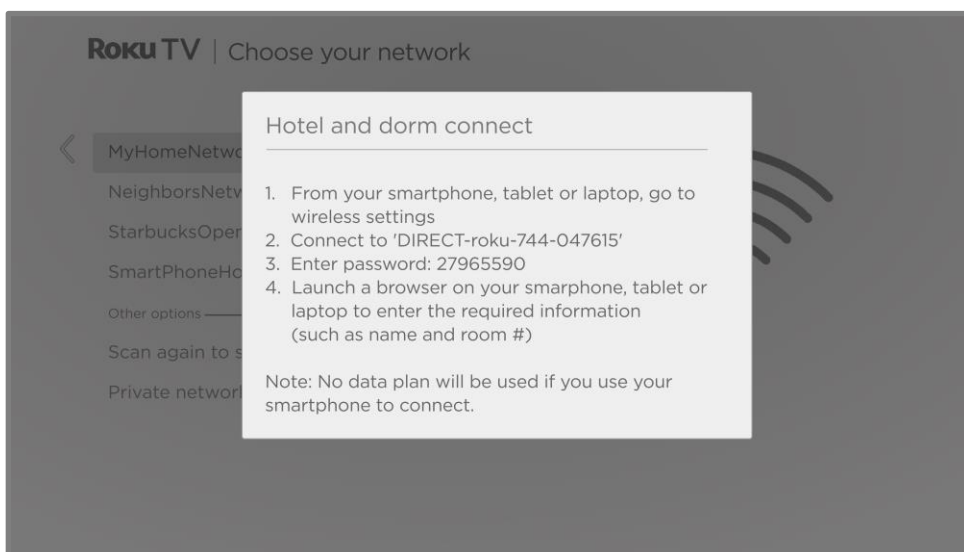 Roku TV | Choose your network
Hotel and dorm connect
MyHomeNetwo
NeighborsNetw
StarbucksOper
SmartPhoneHo
Other options
Scan again to s
Private network
1. From your smartphone, tablet or laptop, go to
wireless settings
2. Connect to 'DIRECT-roku-744-047615'
3. Enter password: 27965590
4. Launch a browser on your smarphone, tablet or
laptop to enter the required information
(such as name and room #)
Note: No data plan will be used if you use your
smartphone to connect.